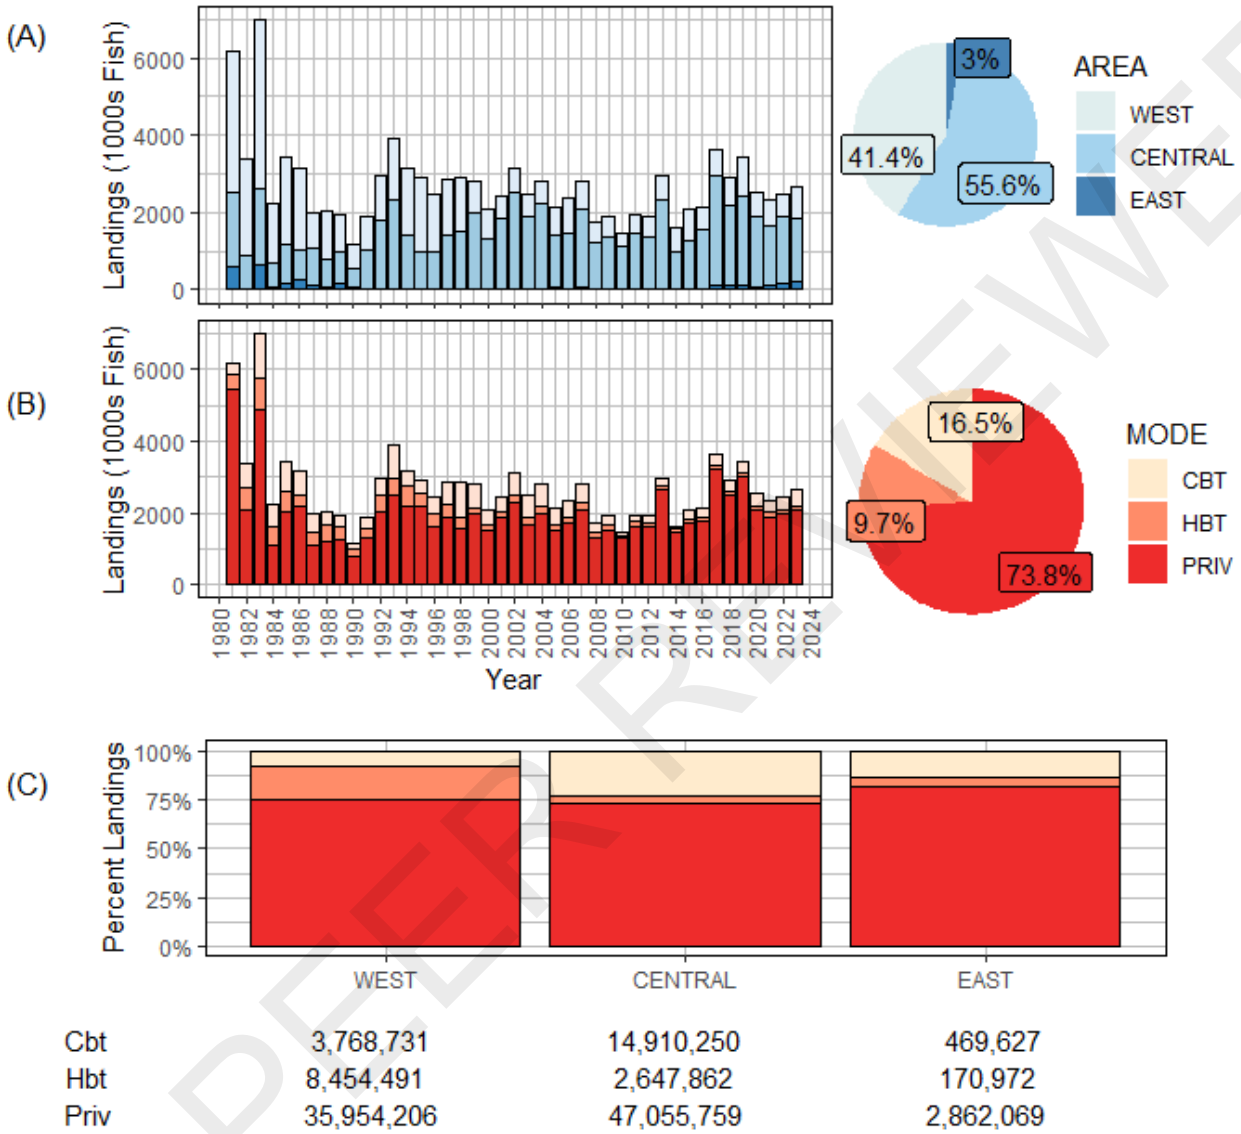 (A)
Landings (1000s Fish)
6000
4000
2000
0
3%
41.4%
55.6%
AREA
WEST
CENTRAL
EAST
(B)
Landings (1000s Fish)
6000
4000
2000
0
1980 1982 1984 1986 1988 1990 1992 1994 1996 1998 2000 2002 2004 2006 2008 2010 2012 2014 2016 2018 2020 2022 2024
Year
16.5%
9.7%
73.8%
MODE
CBT
HBT
PRIV
(C)
Percent Landings
100%
75%
50%
25%
0%
WEST CENTRAL EAST
Cbt 3,768,731 14,910,250 469,627
Hbt 8,454,491 2,647,862 170,972
Priv 35,954,206 47,055,759 2,862,069
PEER REVIEWE